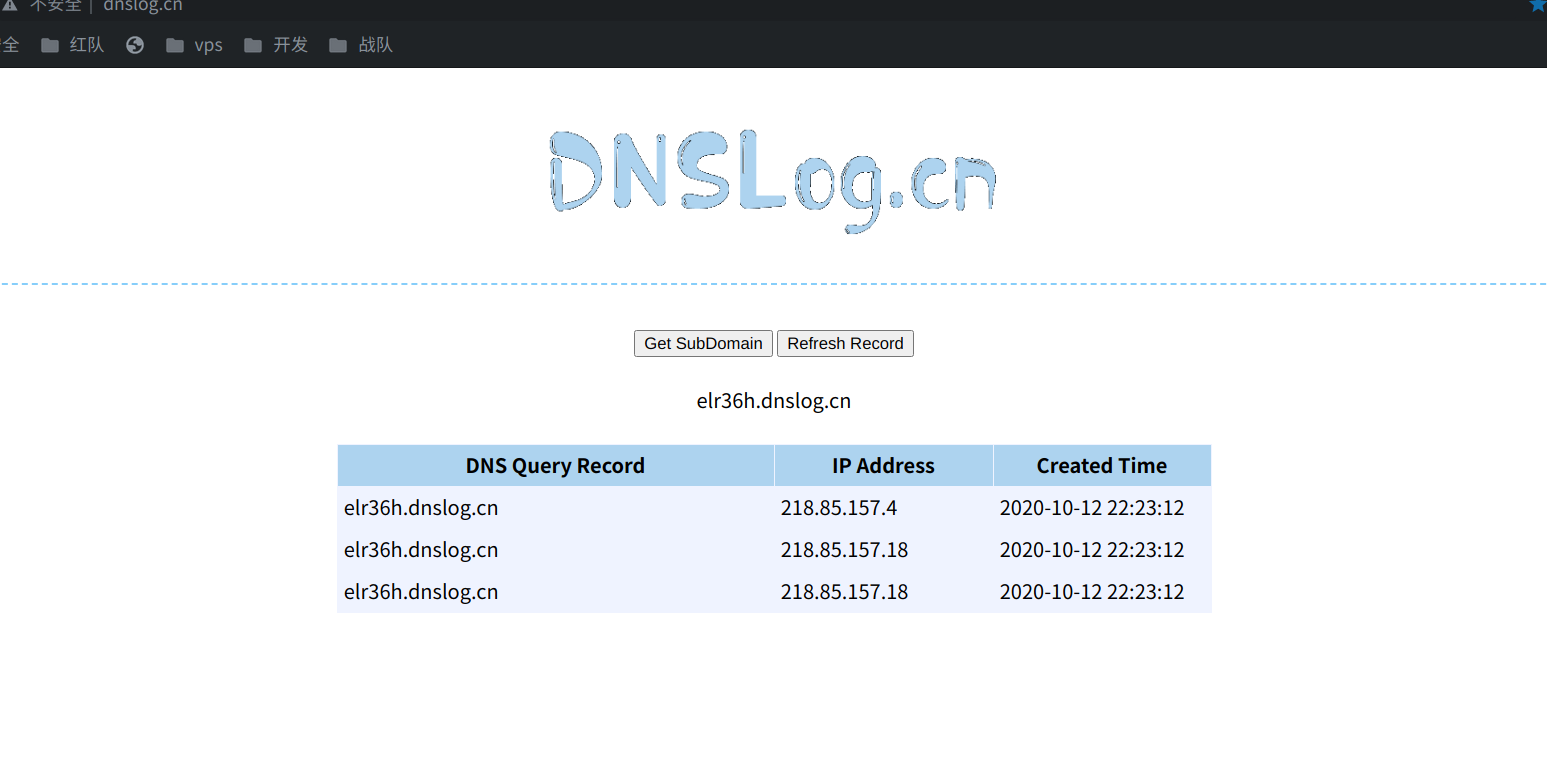 不安全 | dnslog.cn
全 红队 vps 开发 战队
DNSLog.cn
Get SubDomain Refresh Record
elr36h.dnslog.cn
DNS Query Record IP Address Created Time
elr36h.dnslog.cn 218.85.157.4 2020-10-12 22:23:12
elr36h.dnslog.cn 218.85.157.18 2020-10-12 22:23:12
elr36h.dnslog.cn 218.85.157.18 2020-10-12 22:23:12